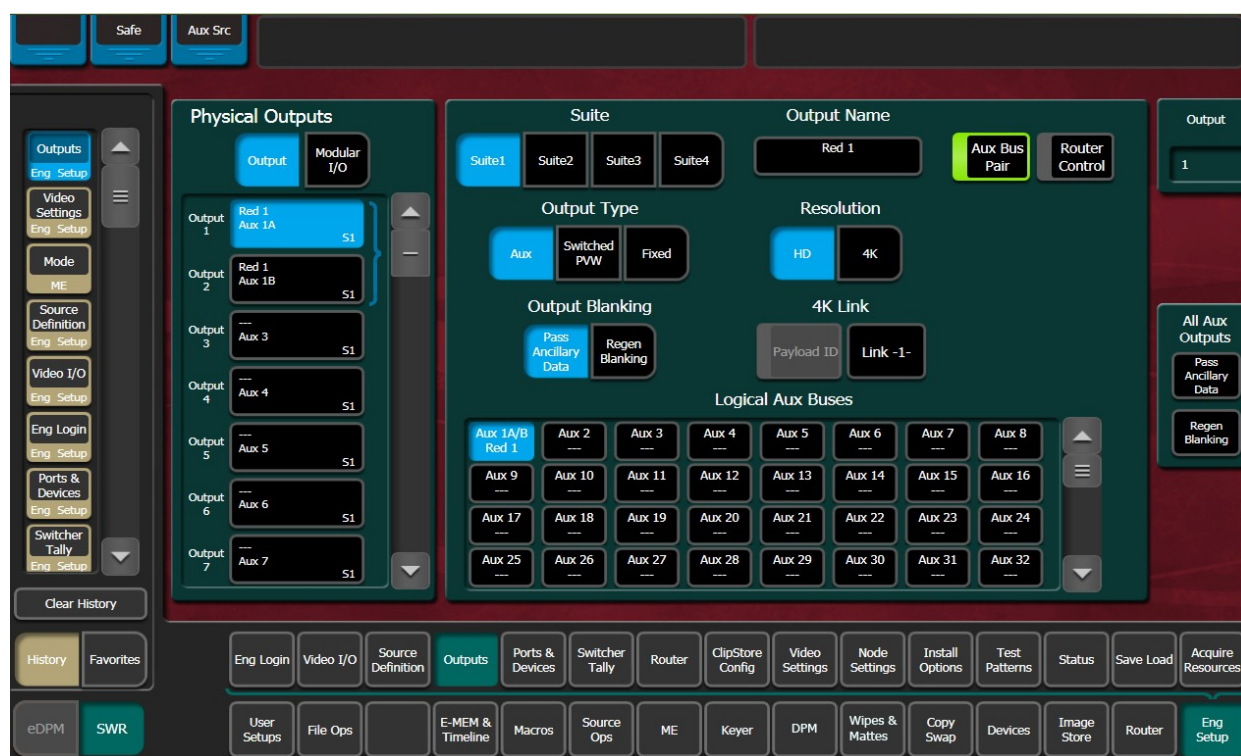 Safe
Aux Src
Outputs
Eng Setup
Video
Settings
Eng Setup
Mode
ME
Source
Definition
Eng Setup
Video I/O
Eng Setup
Eng Login
Eng Setup
Ports &
Devices
Eng Setup
Switcher
Tally
Eng Setup
Clear History
History
Favorites
eDPM
SWR
Physical Outputs
Output
Modular
I/O
Output
1
Red 1
Aux 1A
S1
Output
2
Red 1
Aux 1B
S1
Output
3
---
Aux 3
S1
Output
4
---
Aux 4
S1
Output
5
---
Aux 5
S1
Output
6
---
Aux 6
S1
Output
7
---
Aux 7
S1
Suite
Suite1
Suite2
Suite3
Suite4
Output Name
Red 1
Aux Bus
Pair
Router
Control
Output Type
Aux
Switched
PVW
Fixed
Resolution
HD
4K
Output Blanking
Pass
Ancillary
Data
Regen
Blanking
4K Link
Payload ID
Link -1-
Logical Aux Buses
Aux 1A/B
Red 1
Aux 2
---
Aux 3
---
Aux 4
---
Aux 5
---
Aux 6
---
Aux 7
---
Aux 8
---
Aux 9
---
Aux 10
---
Aux 11
---
Aux 12
---
Aux 13
---
Aux 14
---
Aux 15
---
Aux 16
---
Aux 17
---
Aux 18
---
Aux 19
---
Aux 20
---
Aux 21
---
Aux 22
---
Aux 23
---
Aux 24
---
Aux 25
---
Aux 26
---
Aux 27
---
Aux 28
---
Aux 29
---
Aux 30
---
Aux 31
---
Aux 32
---
Output
1
All Aux
Outputs
Pass
Ancillary
Data
Regen
Blanking
Eng Login
Video I/O
Source
Definition
Outputs
Ports &
Devices
Switcher
Tally
Router
ClipStore
Config
Video
Settings
Node
Settings
Install
Options
Test
Patterns
Status
Save Load
Acquire
Resources
User
Setups
File Ops
E-MEM &
Timeline
Macros
Source
Ops
ME
Keyer
DPM
Wipes &
Mattes
Copy
Swap
Devices
Image
Store
Router
Eng
Setup